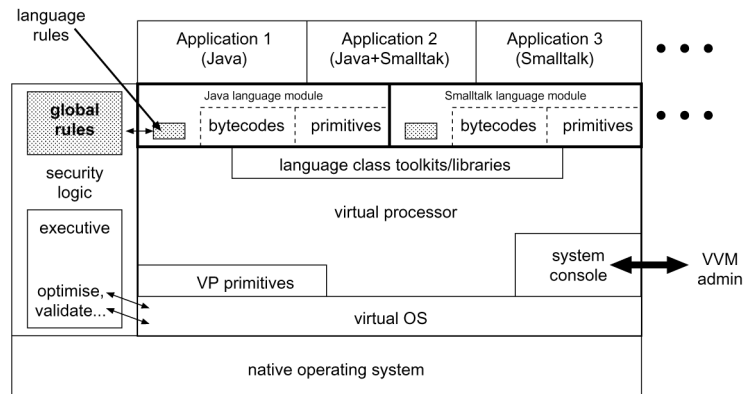 language
rules
Application 1
(Java)
Application 2
(Java+Smalltak)
Application 3
(Smalltalk)
Java language module
Smalltalk language module
global
rules
bytecodes
primitives
bytecodes
primitives
security
logic
language class toolkits/libraries
virtual processor
executive
optimise,
validate...
VP primitives
system
console
VVM
admin
virtual OS
native operating system